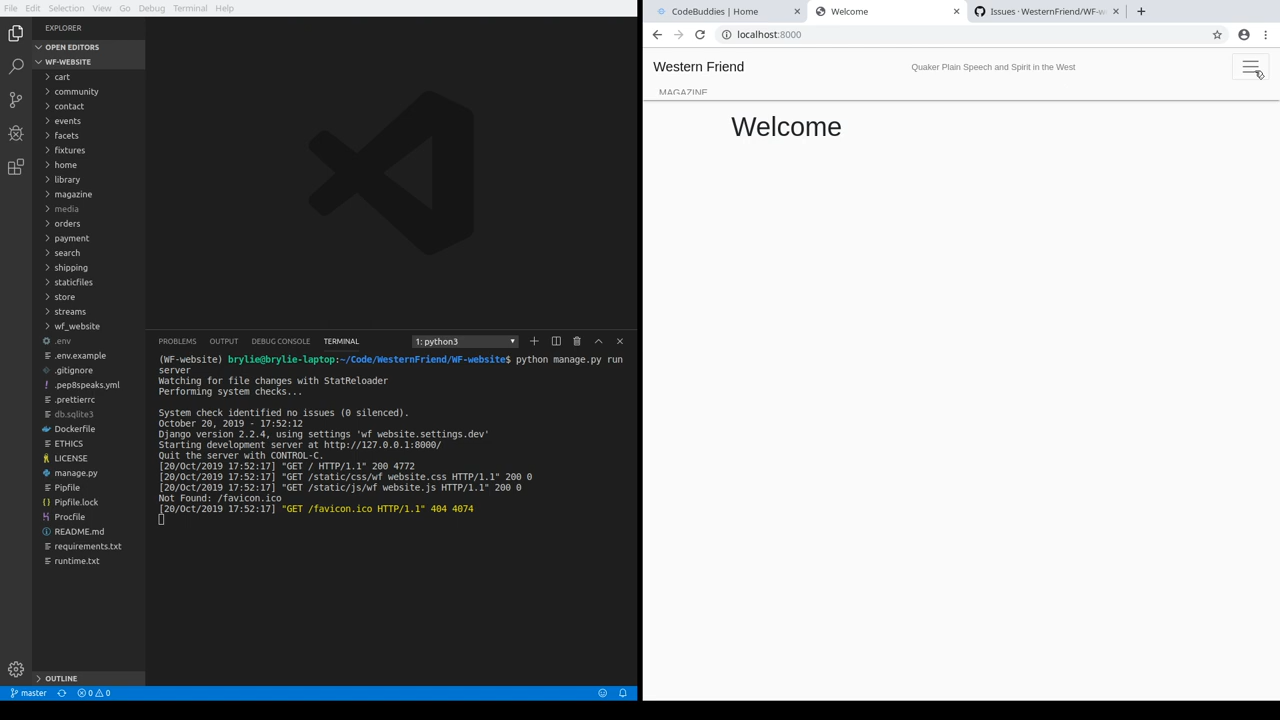 File Edit Selection View Go Debug Terminal Help
EXPLORER
OPEN EDITORS
WF-WEBSITE
cart
community
contact
events
facets
fixtures
home
library
magazine
media
orders
payment
search
shipping
staticfiles
store
streams
wf_website
.env
.env.example
.gitignore
.pep8speaks.yml
.prettierrc
db.sqlite3
Dockerfile
ETHICS
LICENSE
manage.py
Pipfile
Pipfile.lock
Procfile
README.md
requirements.txt
runtime.txt
OUTLINE
master
0 0
PROBLEMS OUTPUT DEBUG CONSOLE TERMINAL 1: python3
(WF-website) brylie@brylie-laptop:~/Code/WesternFriend/WF-website$ python manage.py run
server
Watching for file changes with StatReloader
Performing system checks...
System check identified no issues (0 silenced).
October 20, 2019 - 17:52:12
Django version 2.2.4, using settings 'wf_website.settings.dev'
Starting development server at http://127.0.0.1:8000/
Quit the server with CONTROL-C.
[20/Oct/2019 17:52:17] "GET / HTTP/1.1" 200 4772
[20/Oct/2019 17:52:17] "GET /static/css/wf_website.css HTTP/1.1" 200 0
[20/Oct/2019 17:52:17] "GET /static/js/wf_website.js HTTP/1.1" 200 0
Not Found: /favicon.ico
[20/Oct/2019 17:52:17] "GET /favicon.ico HTTP/1.1" 404 4074
CodeBuddies | Home
Welcome
Issues · WesternFriend/WF-w
localhost:8000
Western Friend
Quaker Plain Speech and Spirit in the West
MAGAZINE
Welcome